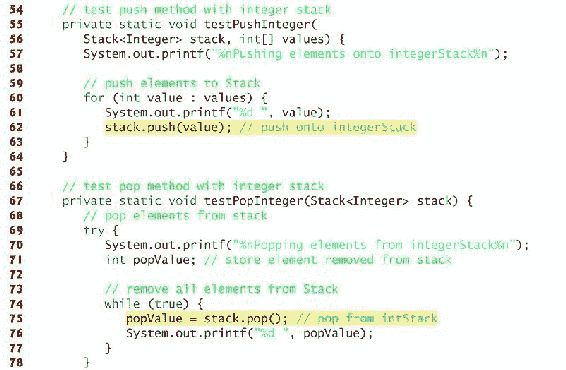 54 // test push method with integer stack
55 private static void testPushInteger(
56 Stack<Integer> stack, int[] values) {
57 System.out.printf("%nPushing elements onto integerStack%n");
58
59 // push elements to Stack
60 for (int value : values) {
61 System.out.printf("%d ", value);
62 stack.push(value); // push onto integerStack
63 }
64 }
65
66 // test pop method with integer stack
67 private static void testPopInteger(Stack<Integer> stack) {
68 // pop elements from stack
69 try {
70 System.out.printf("%nPopping elements from integerStack%n");
71 int popValue; // store element removed from stack
72
73 // remove all elements from Stack
74 while (true) {
75 popValue = stack.pop(); // pop from intStack
76 System.out.printf("%d ", popValue);
77 }
78 }